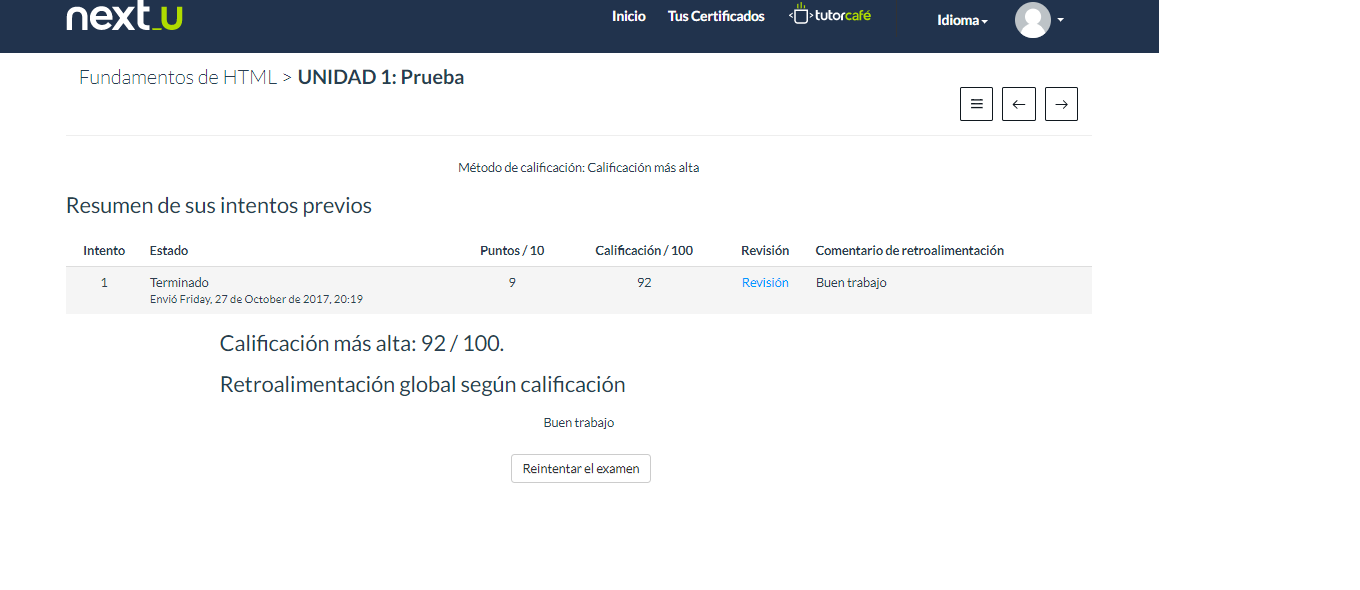 next_u
Inicio Tus Certificados <> tutorcafé Idioma
Fundamentos de HTML > UNIDAD 1: Prueba
Método de calificación: Calificación más alta
Resumen de sus intentos previos
Intento Estado Puntos / 10 Calificación / 100 Revisión Comentario de retroalimentación
1 Terminado 9 92 Revisión Buen trabajo
Envió Friday, 27 de October de 2017, 20:19
Calificación más alta: 92 / 100.
Retroalimentación global según calificación
Buen trabajo
Reintentar el examen